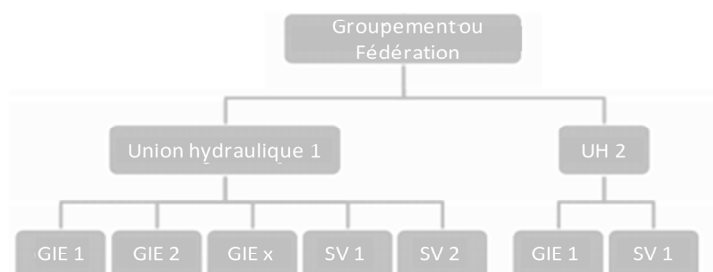 Groupement ou
Fédération
Union hydraulique 1
UH 2
GIE 1
GIE 2
GIE x
SV 1
SV 2
GIE 1
SV 1